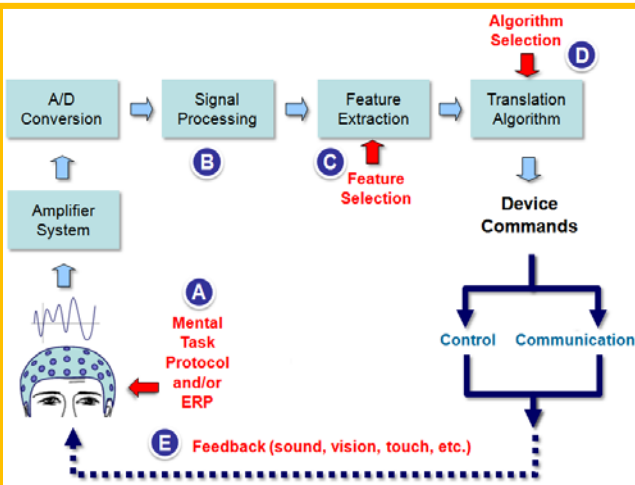 Algorithm
Selection
D
A/D
Conversion
Signal
Processing
Feature
Extraction
Translation
Algorithm
B
C
Feature
Selection
Amplifier
System
Device
Commands
A
Mental
Task
Protocol
and/or
ERP
Control
Communication
E
Feedback (sound, vision, touch, etc.)